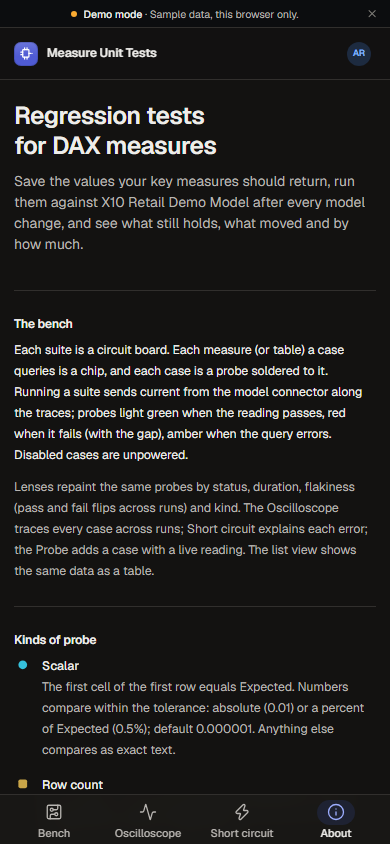 Demo mode · Sample data, this browser only.
Measure Unit Tests
AR
Regression tests
for DAX measures
Save the values your key measures should return, run
them against X10 Retail Demo Model after every model
change, and see what still holds, what moved and by
how much.
The bench
Each suite is a circuit board. Each measure (or table) a case
queries is a chip, and each case is a probe soldered to it.
Running a suite sends current from the model connector along
the traces; probes light green when the reading passes, red
when it fails (with the gap), amber when the query errors.
Disabled cases are unpowered.
Lenses repaint the same probes by status, duration, flakiness
(pass and fail flips across runs) and kind. The Oscilloscope
traces every case across runs; Short circuit explains each error;
the Probe adds a case with a live reading. The list view shows
the same data as a table.
Kinds of probe
Scalar
The first cell of the first row equals Expected. Numbers
compare within the tolerance: absolute (0.01) or a percent
of Expected (0.5%); default 0.000001. Anything else
compares as exact text.
Row count
Bench
Oscilloscope
Short circuit
About